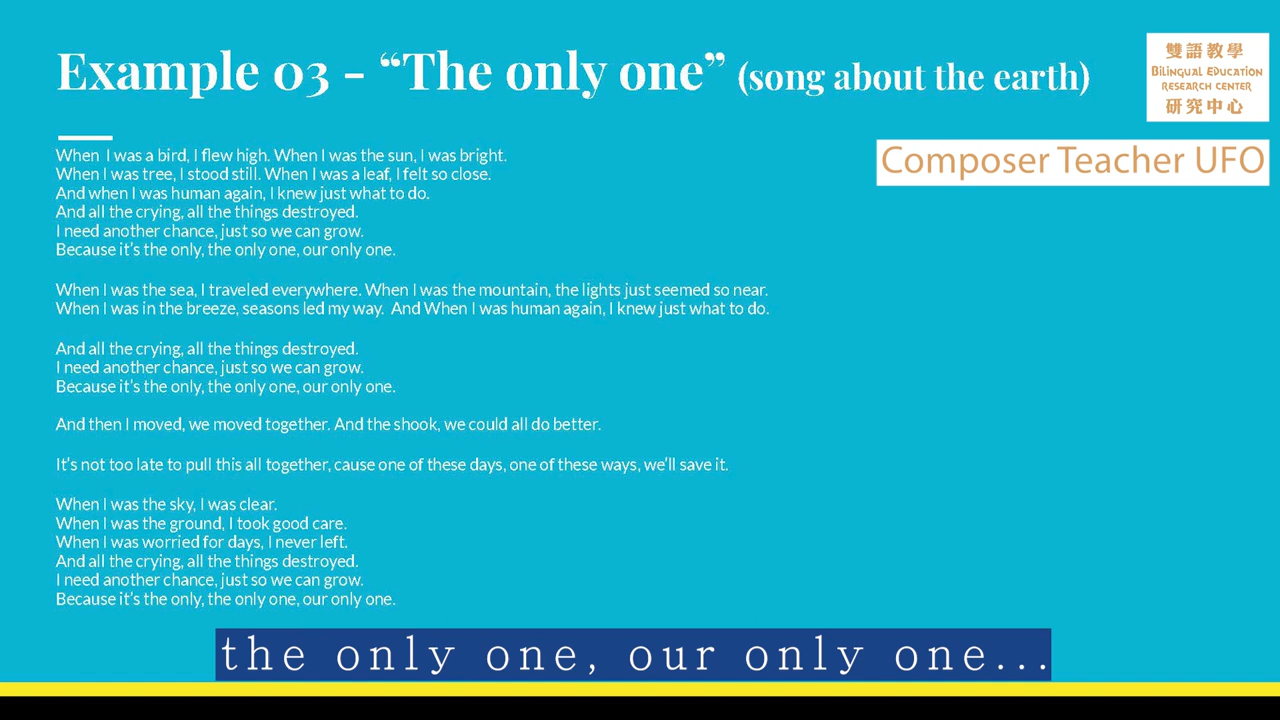 Example 03 - “The only one” (song about the earth)
雙語教學
BiLiNGUAL EDUCATION
RESEARCH CENTER
研究中心
Composer Teacher UFO
When I was a bird, I flew high. When I was the sun, I was bright.
When I was tree, I stood still. When I was a leaf, I felt so close.
And when I was human again, I knew just what to do.
And all the crying, all the things destroyed.
I need another chance, just so we can grow.
Because it’s the only, the only one, our only one.
When I was the sea, I traveled everywhere. When I was the mountain, the lights just seemed so near.
When I was in the breeze, seasons led my way. And When I was human again, I knew just what to do.
And all the crying, all the things destroyed.
I need another chance, just so we can grow.
Because it’s the only, the only one, our only one.
And then I moved, we moved together. And the shook, we could all do better.
It’s not too late to pull this all together, cause one of these days, one of these ways, we’ll save it.
When I was the sky, I was clear.
When I was the ground, I took good care.
When I was worried for days, I never left.
And all the crying, all the things destroyed.
I need another chance, just so we can grow.
Because it’s the only, the only one, our only one.
the only one, our only one...